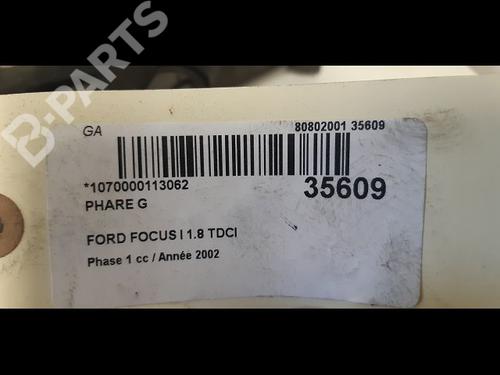 B-PARTS
GA 80802001 35609
*1070000113062 35609
PHARE G
FORD FOCUS I 1.8 TDCI
Phase 1 cc / Année 2002